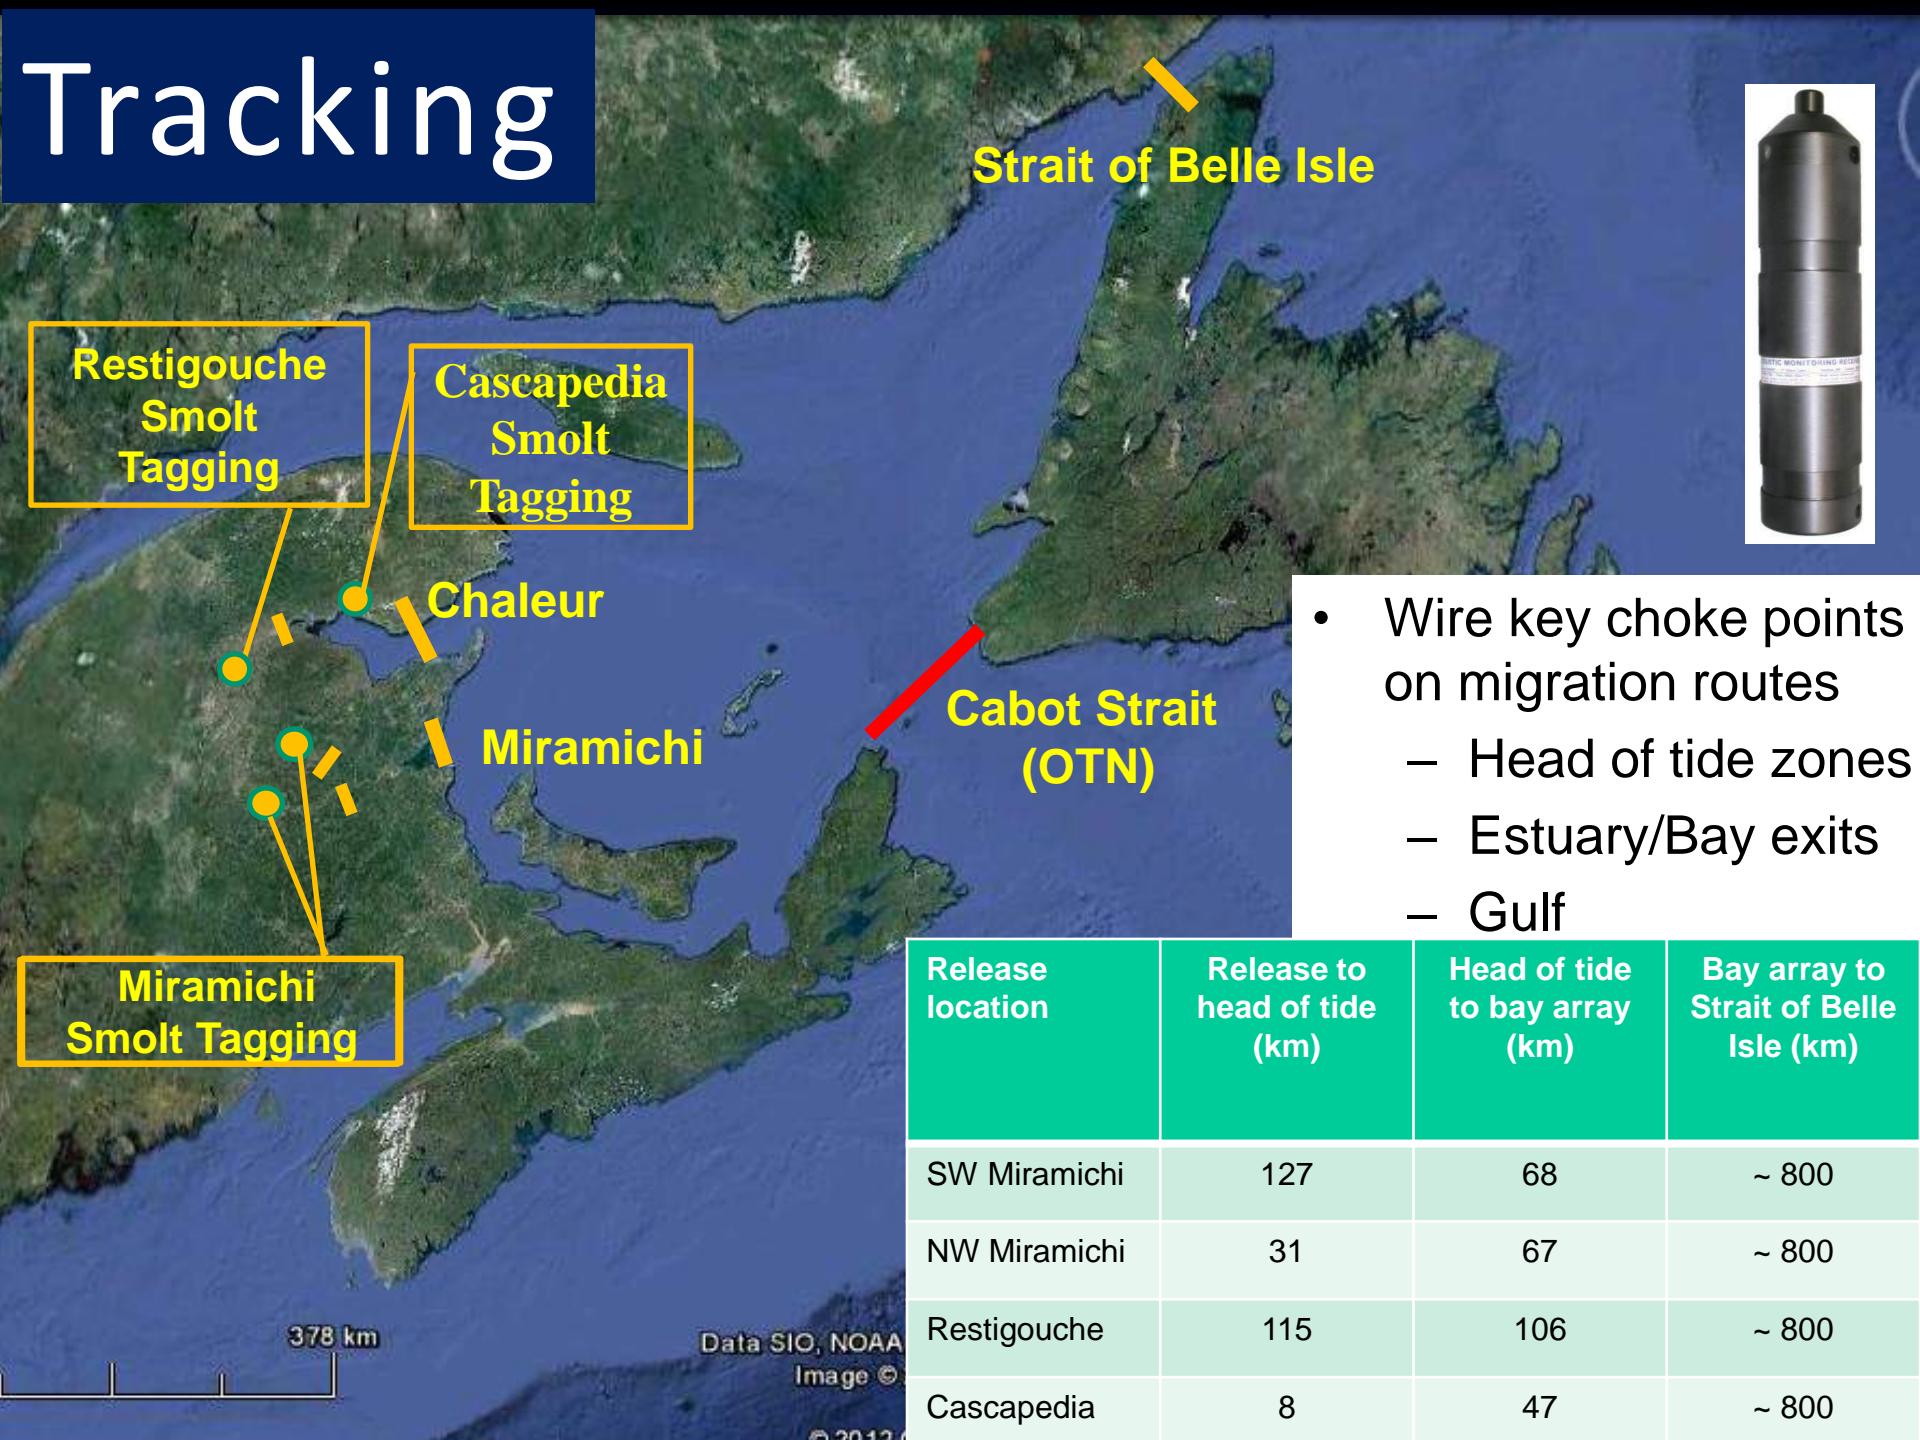 Tracking
Strait of Belle Isle
Restigouche
Smolt
Tagging
Cascapedia
Smolt
Tagging
Chaleur
Miramichi
Cabot Strait
(OTN)
Miramichi
Smolt Tagging
• Wire key choke points
on migration routes
– Head of tide zones
– Estuary/Bay exits
– Gulf
Release location | Release to head of tide (km) | Head of tide to bay array (km) | Bay array to Strait of Belle Isle (km)
SW Miramichi 127 68 ~ 800
NW Miramichi 31 67 ~ 800
Restigouche 115 106 ~ 800
Cascapedia 8 47 ~ 800
378 km
Data SIO, NOAA
Image ©